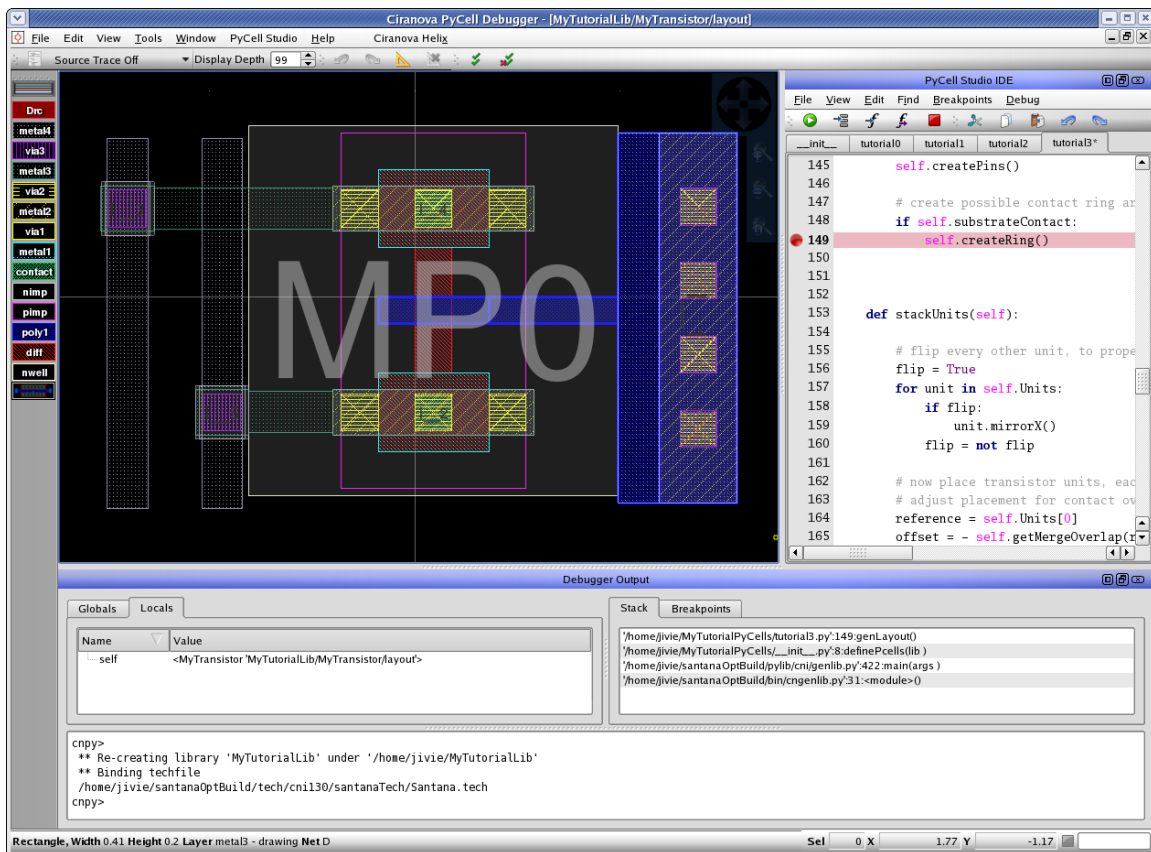 Ciranova PyCell Debugger - [MyTutorialLib/MyTransistor/layout]
File Edit View Tools Window PyCell Studio Help Ciranova Helix
Source Trace Off Display Depth 99
Drc
metal4
via3
metal3
via2
metal2
via1
metal1
contact
nimp
pimp
poly1
diff
nwell
MP0
PyCell Studio IDE
File View Edit Find Breakpoints Debug
__init__ tutorial0 tutorial1 tutorial2 tutorial3*
145 self.createPins()
146
147 # create possible contact ring ar
148 if self.substrateContact:
149 self.createRing()
150
151
152
153 def stackUnits(self):
154
155 # flip every other unit, to prope
156 flip = True
157 for unit in self.Units:
158 if flip:
159 unit.mirrorX()
160 flip = not flip
161
162 # now place transistor units, eac
163 # adjust placement for contact ov
164 reference = self.Units[0]
165 offset = - self.getMergeOverlap(r
Debugger Output
Globals Locals
Name Value
self <MyTransistor 'MyTutorialLib/MyTransistor/layout'>
Stack Breakpoints
'/home/jivie/MyTutorialPyCells/tutorial3.py':149:genLayout()
'/home/jivie/MyTutorialPyCells/__init__.py':8:definePcells(lib )
'/home/jivie/santanaOptBuild/pylib/cni/genlib.py':422:main(args )
'/home/jivie/santanaOptBuild/bin/cngenlib.py':31:<module>()
cnpy>
** Re-creating library 'MyTutorialLib' under '/home/jivie/MyTutorialLib'
** Binding techfile
/home/jivie/santanaOptBuild/tech/cni130/santanaTech/Santana.tech
cnpy>
Rectangle, Width 0.41 Height 0.2 Layer metal3 - drawing Net D
Sel 0 X 1.77 Y -1.17